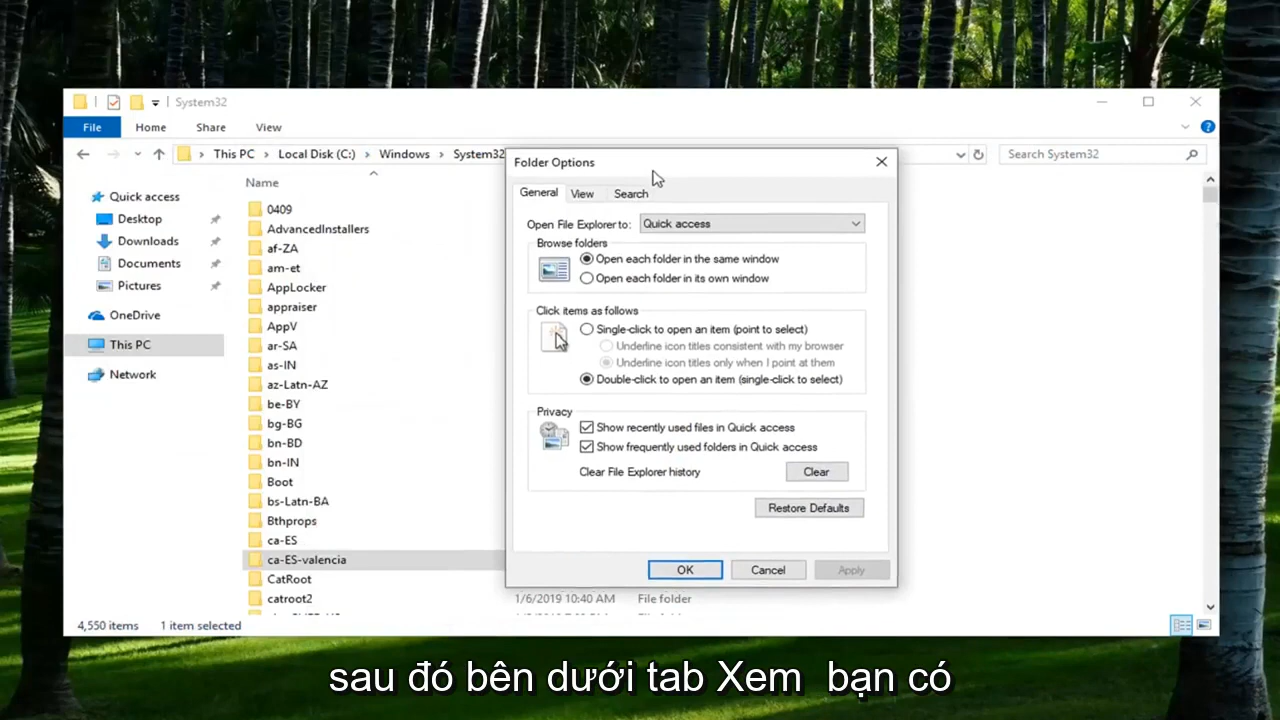 System32
File Home Share View
This PC Local Disk (C:) Windows System32
Search System32
Quick access
Desktop
Downloads
Documents
Pictures
OneDrive
This PC
Network
Name
0409
AdvancedInstallers
af-ZA
am-et
AppLocker
appraiser
AppV
ar-SA
as-IN
az-Latn-AZ
be-BY
bg-BG
bn-BD
bn-IN
Boot
bs-Latn-BA
Bthprops
ca-ES
ca-ES-valencia
CatRoot
catroot2 1/6/2019 10:40 AM File folder
Folder Options
General View Search
Open File Explorer to: Quick access
Browse folders
Open each folder in the same window
Open each folder in its own window
Click items as follows
Single-click to open an item (point to select)
Underline icon titles consistent with my browser
Underline icon titles only when I point at them
Double-click to open an item (single-click to select)
Privacy
Show recently used files in Quick access
Show frequently used folders in Quick access
Clear File Explorer history Clear
Restore Defaults
OK Cancel Apply
4,550 items 1 item selected
sau đó bên dưới tab Xem bạn có